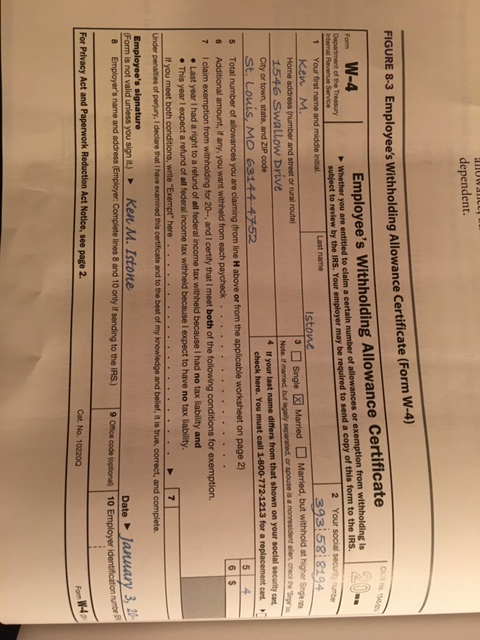 dependent.
FIGURE 8-3 Employee's Withholding Allowance Certificate (Form W-4)
Form W-4
Department of the Treasury
Internal Revenue Service
Employee's Withholding Allowance Certificate
▶ Whether you are entitled to claim a certain number of allowances or exemption from withholding is
subject to review by the IRS. Your employer may be required to send a copy of this form to the IRS.
OMB No.
20--
1 Your first name and middle initial
Ken M.
Last name
Istone
2 Your social security number
393 58 8194
Home address (number and street or rural route)
1546 Swallow Drive
3 Single X Married Married, but withhold at higher Single rate
Note. If married, but legally separated, or spouse is a nonresident alien, check the "Single"
City or town, state, and ZIP code
St. Louis, MO 63144-4752
4 If your last name differs from that shown on your social security card,
check here. You must call 1-800-772-1213 for a replacement card. ▶
5 Total number of allowances you are claiming (from line H above or from the applicable worksheet on page 2) 5 4
6 Additional amount, if any, you want withheld from each paycheck . . . . . . . . . . 6 $
7 I claim exemption from withholding for 20--, and I certify that I meet both of the following conditions for exemption.
• Last year I had a right to a refund of all federal income tax withheld because I had no tax liability and
• This year I expect a refund of all federal income tax withheld because I expect to have no tax liability.
If you meet both conditions, write "Exempt" here . . . . . . . . . . . . . . ▶ 7
Under penalties of perjury, I declare that I have examined this certificate and to the best of my knowledge and belief, it is true, correct, and complete.
Employee's signature
(Form is not valid unless you sign it.) ▶ Ken M. Istone Date ▶ January 3, 20-
8 Employer's name and address (Employer: Complete lines 8 and 10 only if sending to the IRS.) 9 Office code (optional) 10 Employer identification number
For Privacy Act and Paperwork Reduction Act Notice, see page 2. Cat. No. 10220Q Form W-4